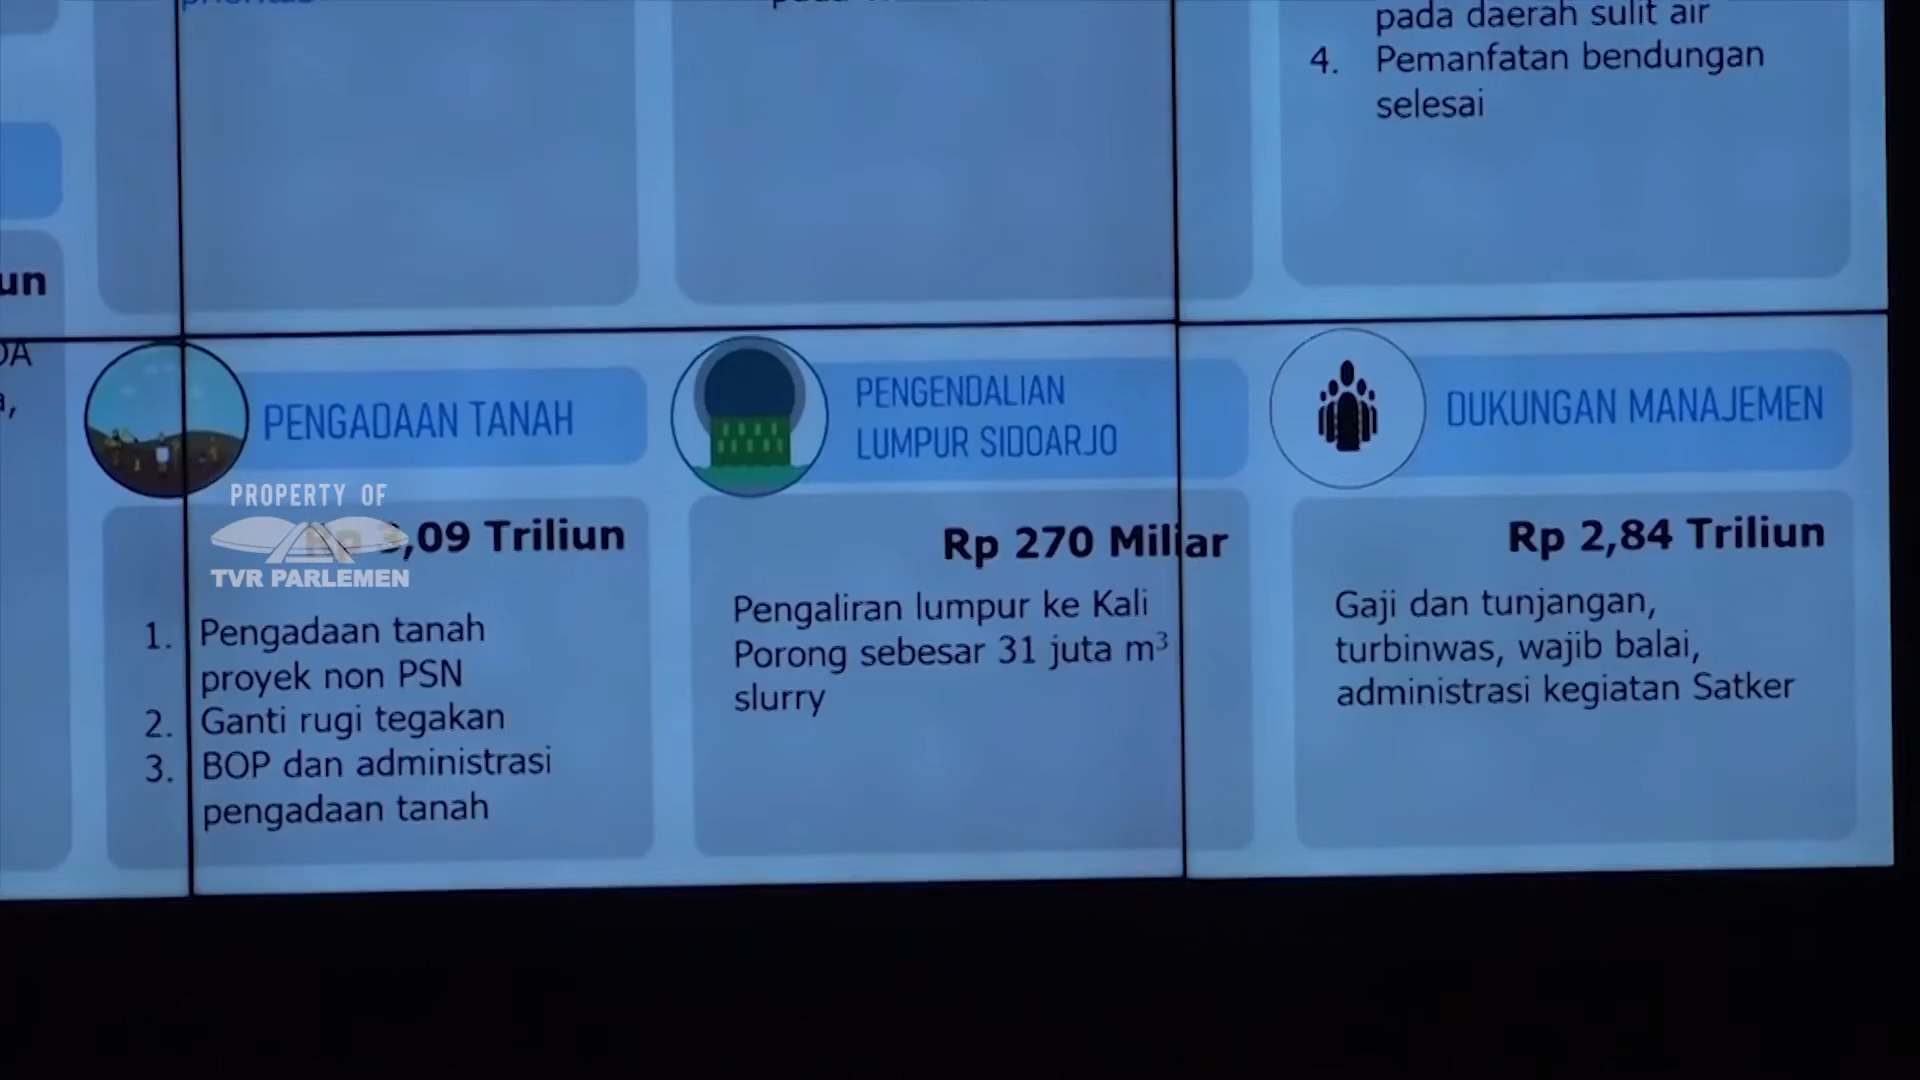 pada daerah sulit air
4. Pemanfatan bendungan
selesai
un
PENGADAAN TANAH
Rp 3,09 Triliun
1. Pengadaan tanah
proyek non PSN
2. Ganti rugi tegakan
3. BOP dan administrasi
pengadaan tanah
PENGENDALIAN
LUMPUR SIDOARJO
Rp 270 Miliar
Pengaliran lumpur ke Kali
Porong sebesar 31 juta m³
slurry
DUKUNGAN MANAJEMEN
Rp 2,84 Triliun
Gaji dan tunjangan,
turbinwas, wajib balai,
administrasi kegiatan Satker
PROPERTY OF
TVR PARLEMEN